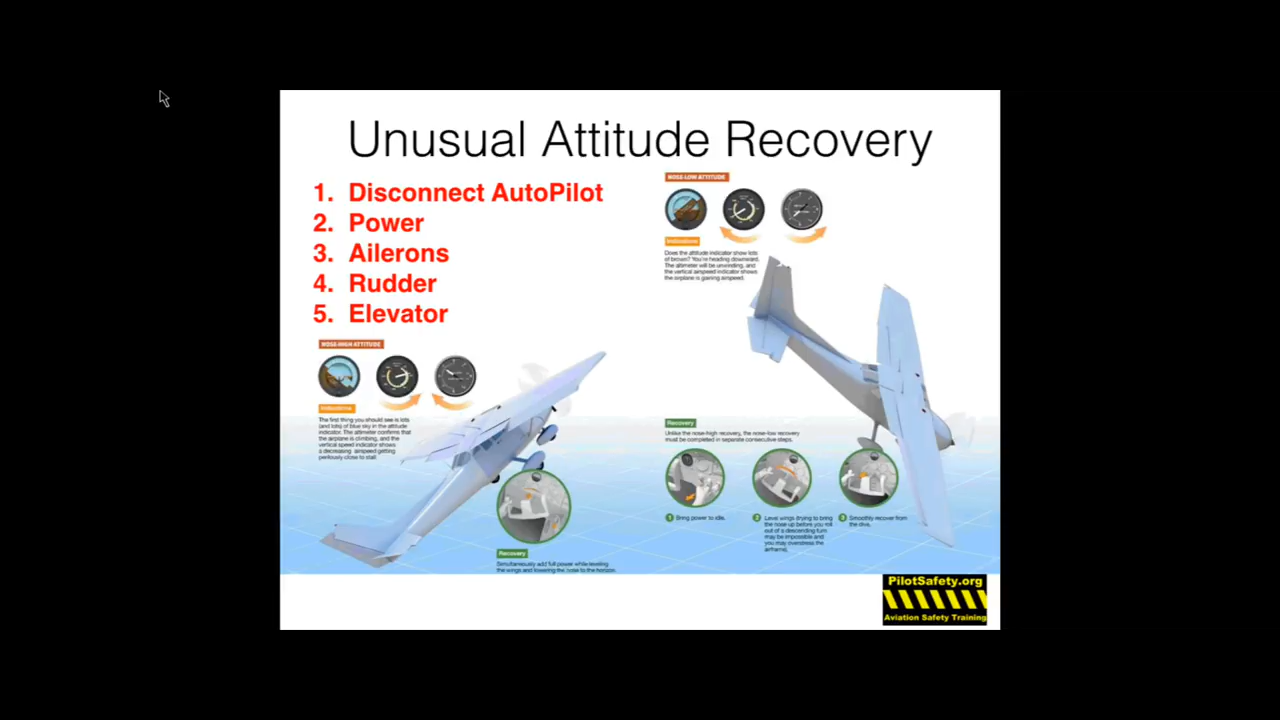 Unusual Attitude Recovery
1. Disconnect AutoPilot
2. Power
3. Ailerons
4. Rudder
5. Elevator
NOSE-LOW ATTITUDE
Indications
Does the attitude indicator show lots
of brown? You're heading downward.
The altimeter will be unwinding, and
the vertical airspeed indicator shows
the airplane is gaining airspeed.
NOSE-HIGH ATTITUDE
Indications
The first thing you should see is lots
(and lots) of blue sky in the attitude
indicator. The altimeter confirms that
the airplane is climbing, and the
vertical speed indicator shows
a decreasing airspeed getting
perilously close to stall.
Recovery
Simultaneously add full power while leveling
the wings and lowering the nose to the horizon.
Recovery
Unlike the nose-high recovery, the nose-low recovery
must be completed in separate consecutive steps.
1 Bring power to idle.
2 Level wings (trying to bring
the nose up before you roll
out of a descending turn
may be impossible and
you may overstress the
airframe).
3 Smoothly recover from
the dive.
PilotSafety.org
Aviation Safety Training